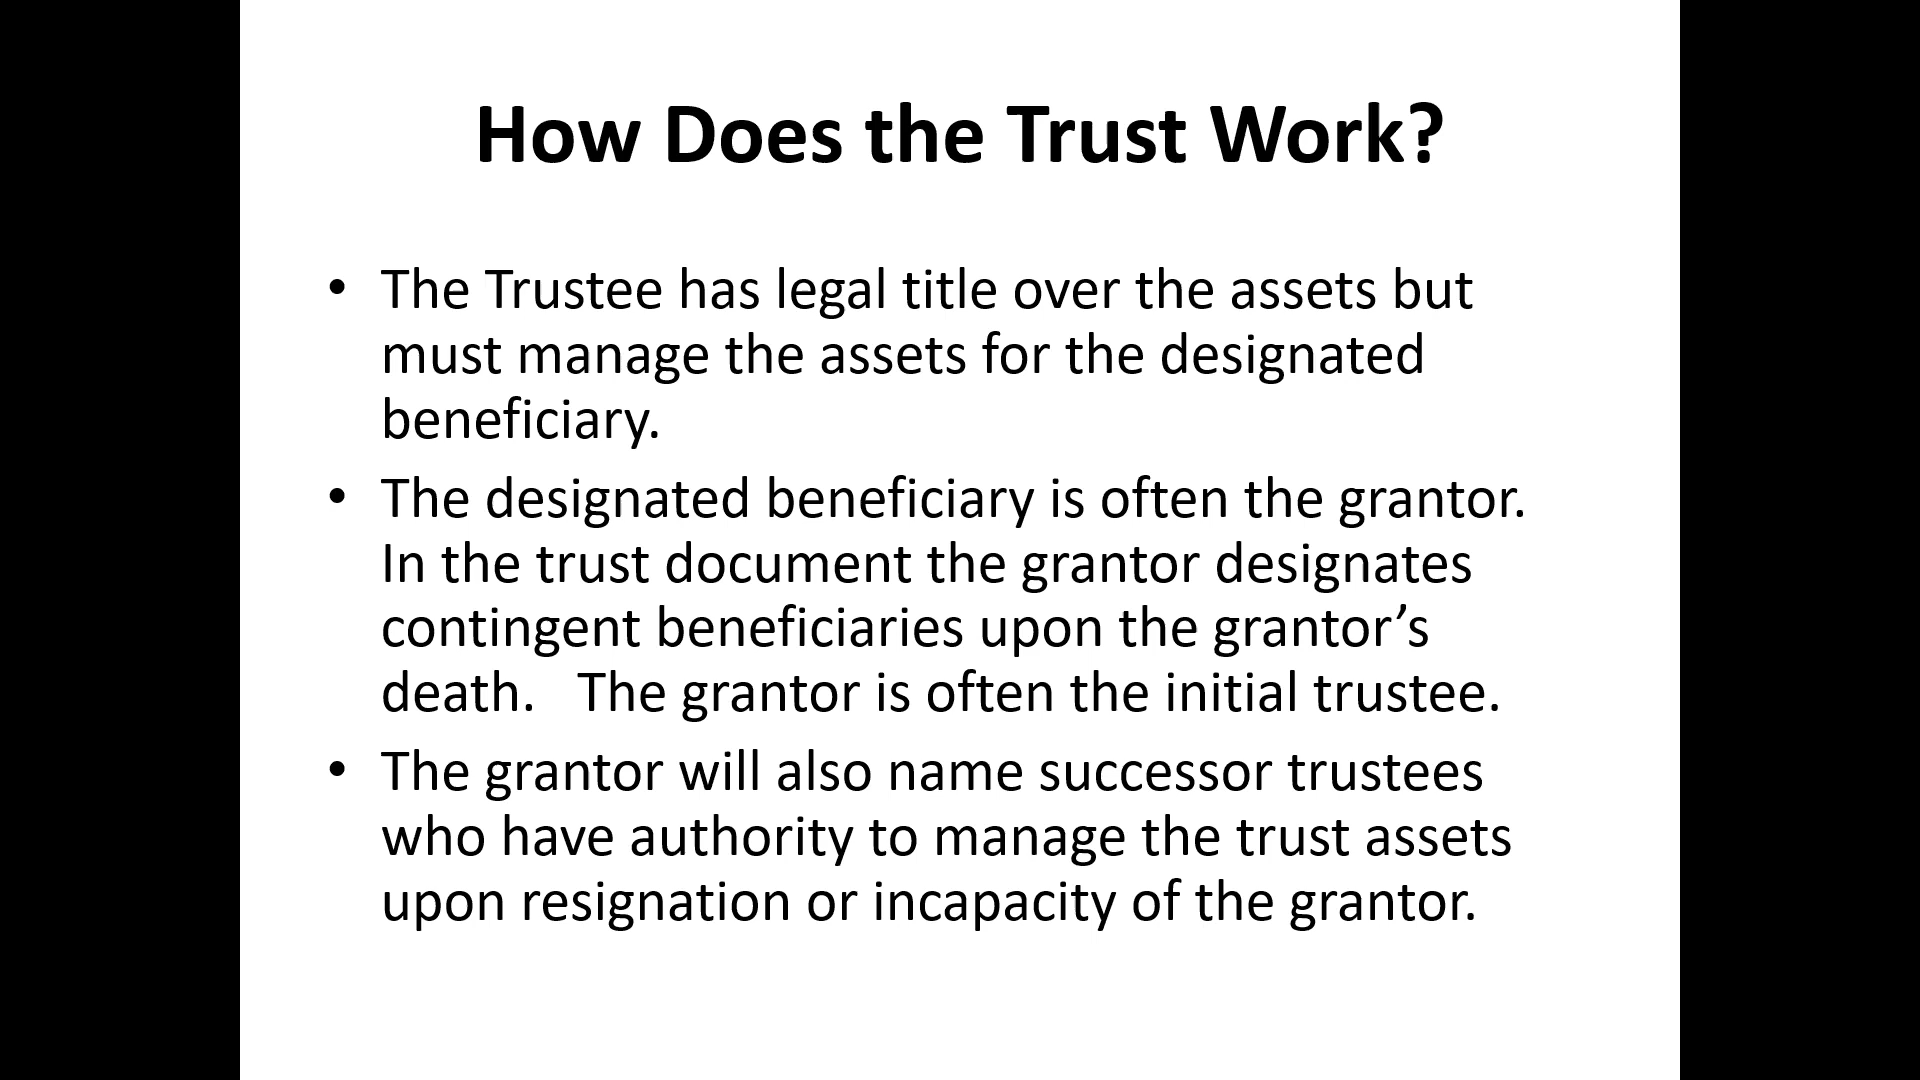 How Does the Trust Work?
• The Trustee has legal title over the assets but
must manage the assets for the designated
beneficiary.
• The designated beneficiary is often the grantor.
In the trust document the grantor designates
contingent beneficiaries upon the grantor’s
death.   The grantor is often the initial trustee.
• The grantor will also name successor trustees
who have authority to manage the trust assets
upon resignation or incapacity of the grantor.